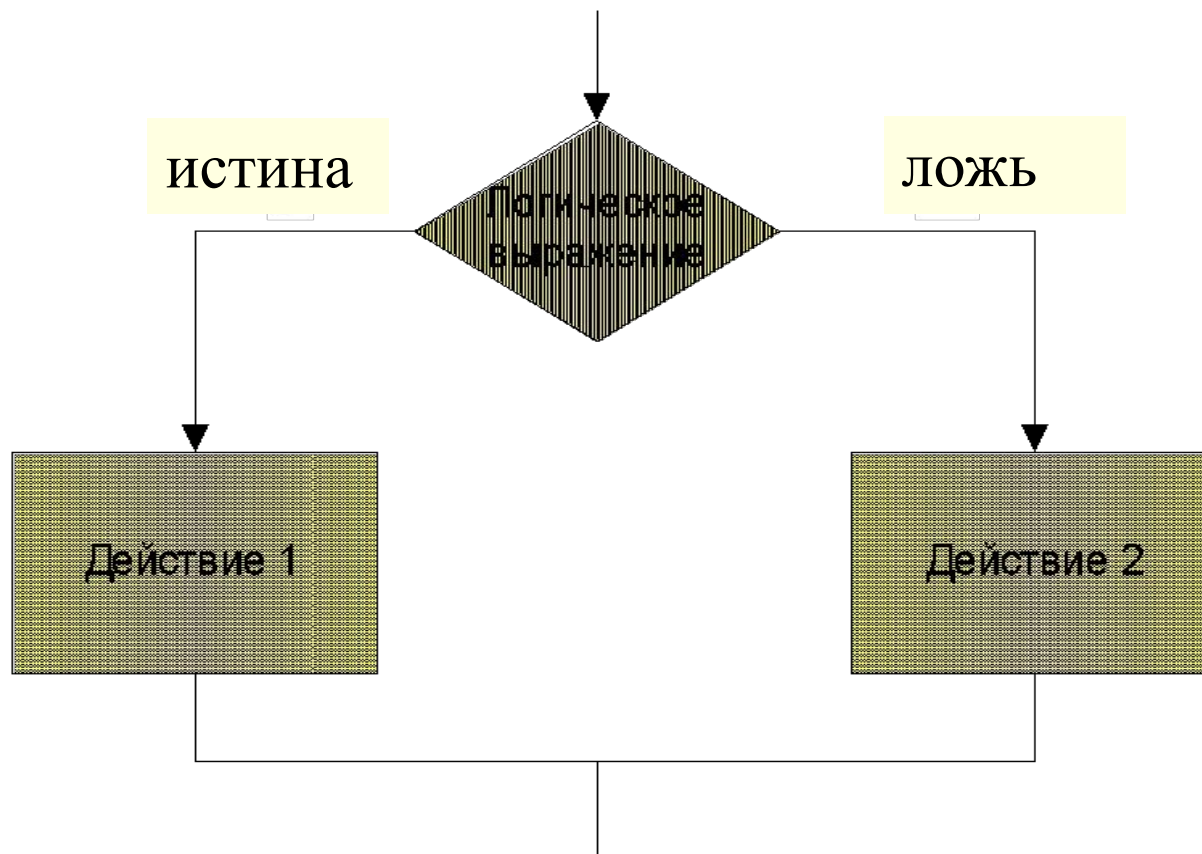 истина
ложь
Логическое
выражение
Действие 1
Действие 2